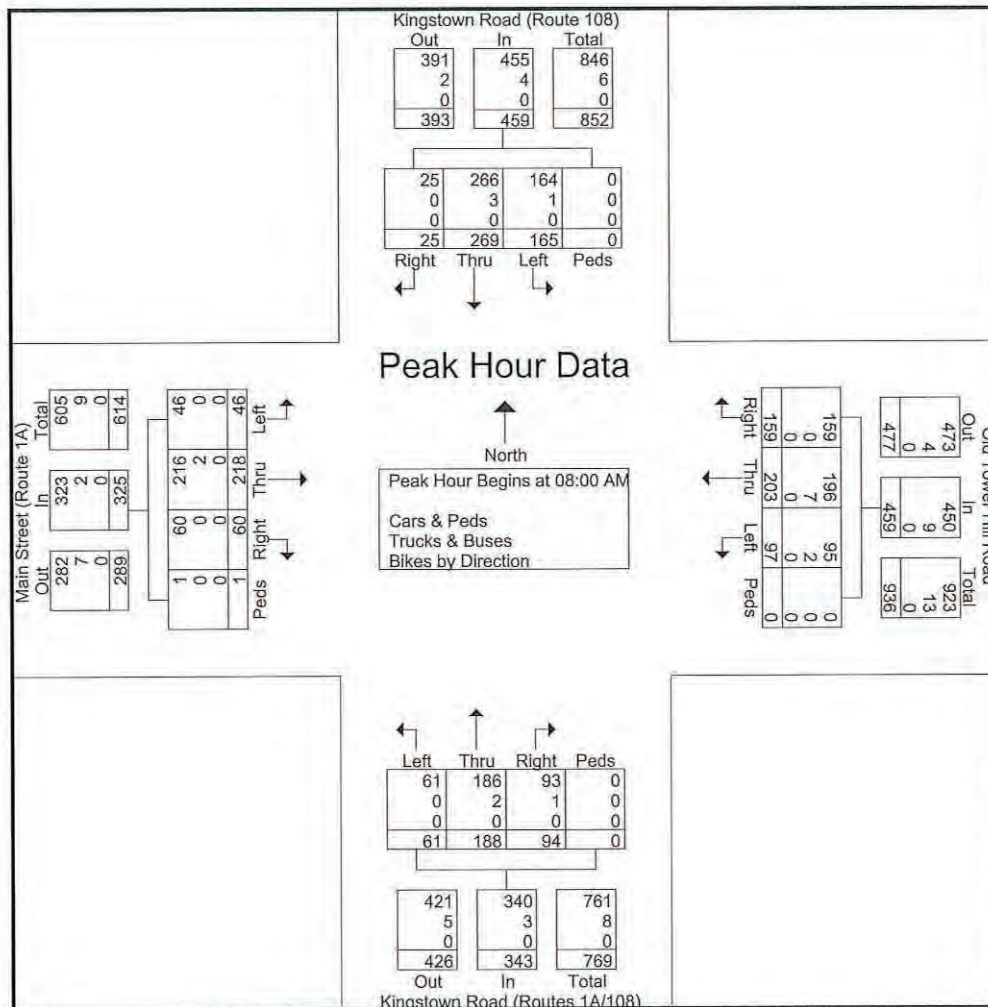 Kingstown Road (Route 108)
Out In Total
391 455 846
2 4 6
0 0 0
393 459 852
25 266 164 0
0 3 1 0
0 0 0 0
25 269 165 0
Right Thru Left Peds
Peak Hour Data
North
Peak Hour Begins at 08:00 AM
Cars & Peds
Trucks & Buses
Bikes by Direction
Main Street (Route 1A)
Out In Total
282 323 605
7 2 9
0 0 0
289 325 614
Left Thru Right Peds
46 216 60 1
0 2 0 0
0 0 0 0
46 218 60 1
Old Tower Hill Road
Out In Total
473 450 923
4 9 13
0 0 0
477 459 936
159 196 95 0
0 7 2 0
0 0 0 0
159 203 97 0
Right Thru Left Peds
Left Thru Right Peds
61 186 93 0
0 2 1 0
0 0 0 0
61 188 94 0
421 340 761
5 3 8
0 0 0
426 343 769
Out In Total
Kingstown Road (Routes 1A/108)